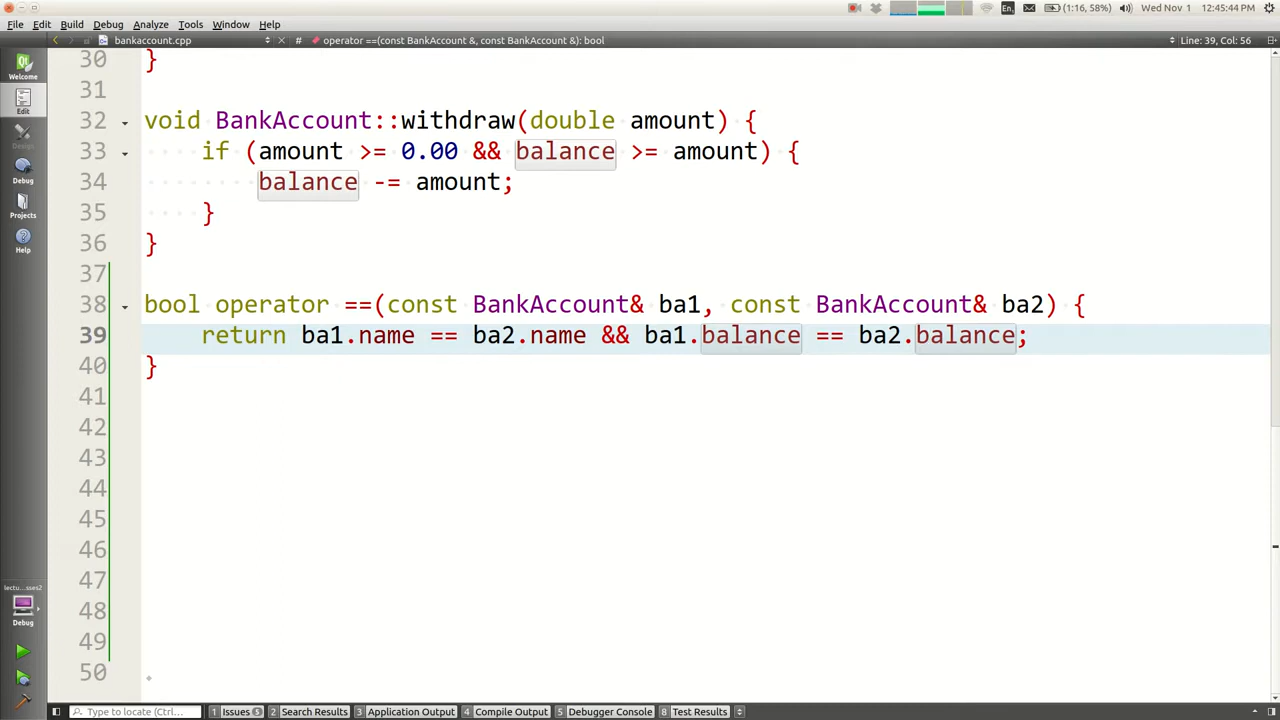 En, (1:16, 58%) Wed Nov 1 12:45:44 PM
File Edit Build Debug Analyze Tools Window Help
bankaccount.cpp # operator ==(const BankAccount &, const BankAccount &): bool Line: 39, Col: 56
Welcome
Edit
Design
Debug
Projects
Help
lectu...sses2
Debug
30 }
31
32 void BankAccount::withdraw(double amount) {
33 if (amount >= 0.00 && balance >= amount) {
34 balance -= amount;
35 }
36 }
37
38 bool operator ==(const BankAccount& ba1, const BankAccount& ba2) {
39 return ba1.name == ba2.name && ba1.balance == ba2.balance;
40 }
41
42
43
44
45
46
47
48
49
50
Type to locate (Ctrl... 1 Issues 5 2 Search Results 3 Application Output 4 Compile Output 5 Debugger Console 8 Test Results